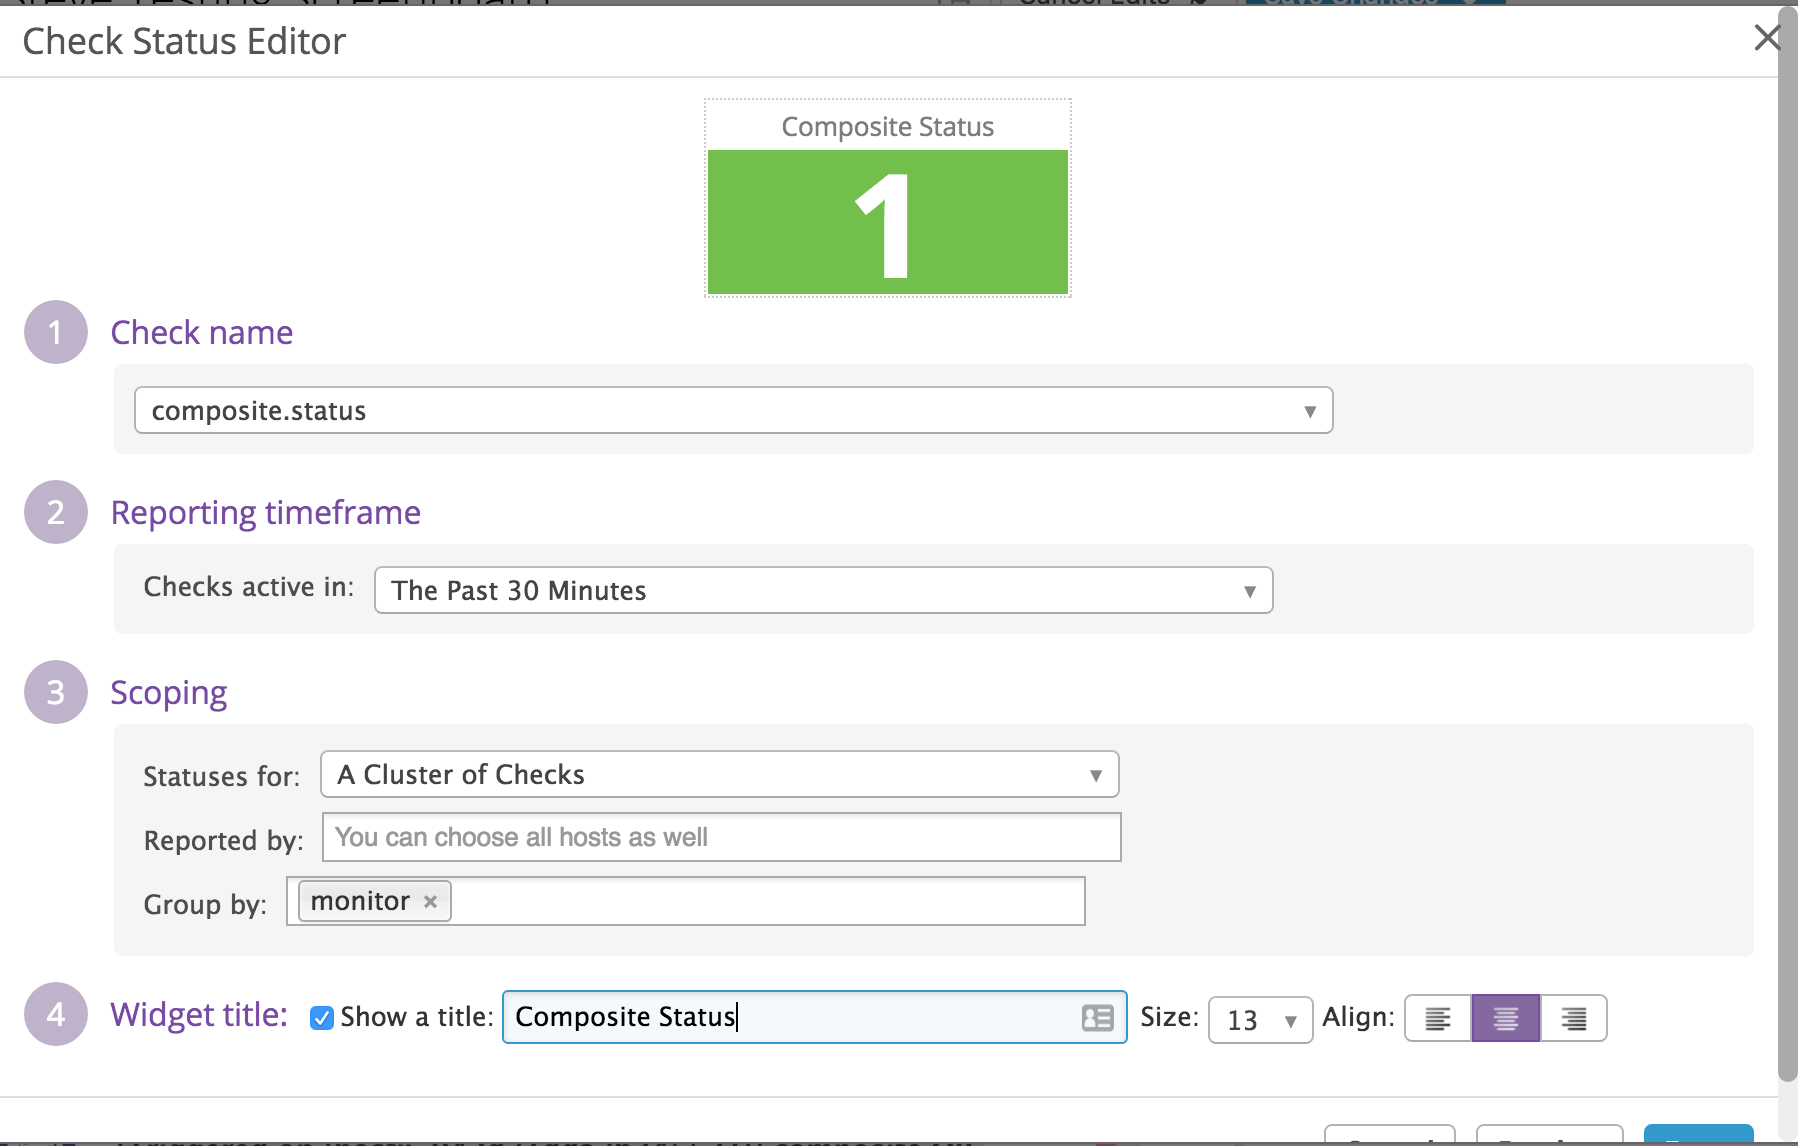 Check Status Editor
Composite Status
1
1 Check name
composite.status
2 Reporting timeframe
Checks active in: The Past 30 Minutes
3 Scoping
Statuses for: A Cluster of Checks
Reported by: You can choose all hosts as well
Group by: monitor ×
4 Widget title: Show a title: Composite Status Size: 13 Align: